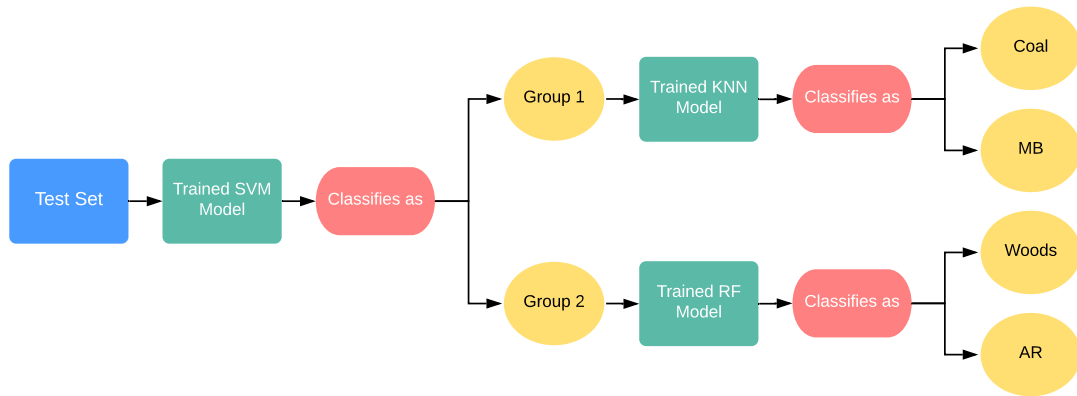 Test Set
Trained SVM
Model
Classifies as
Group 1
Trained KNN
Model
Classifies as
Coal
MB
Group 2
Trained RF
Model
Classifies as
Woods
AR